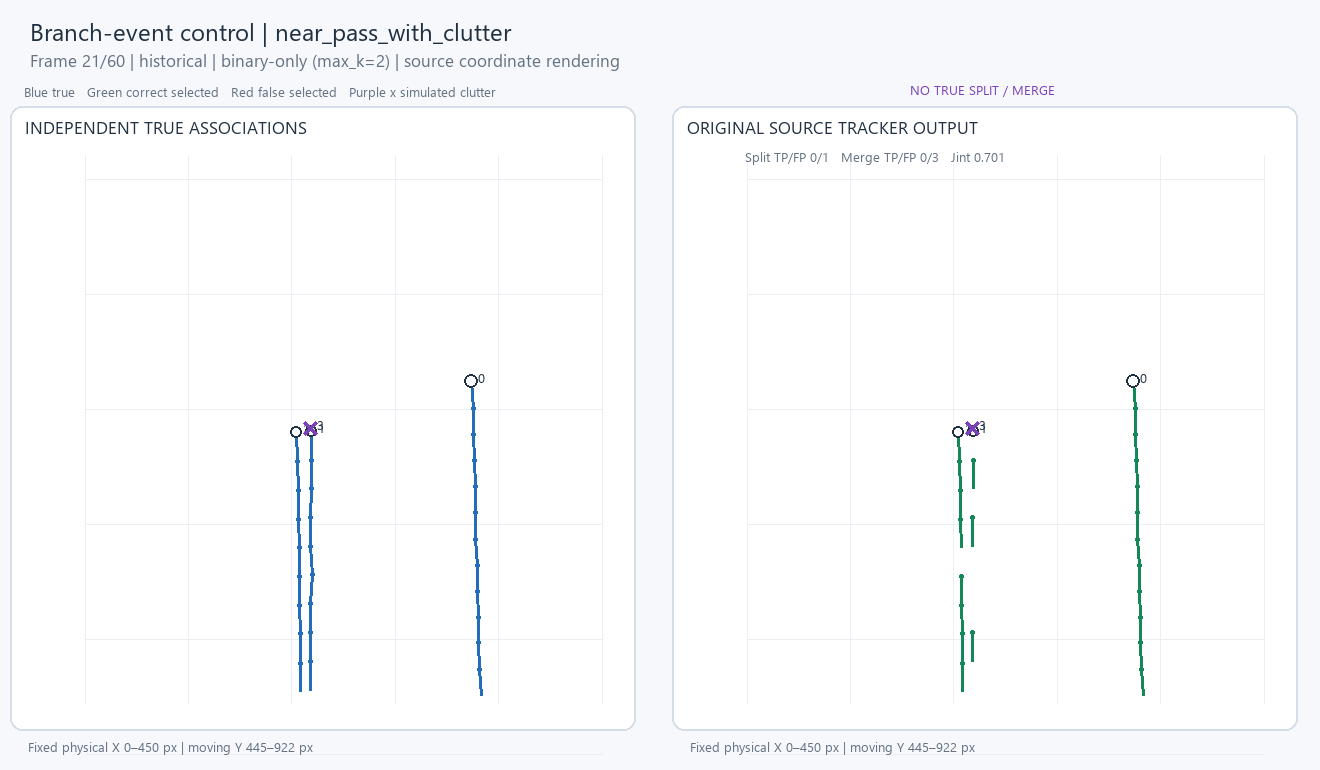 Branch-event control | near_pass_with_clutter
Frame 21/60 | historical | binary-only (max_k=2) | source coordinate rendering
Blue true Green correct selected Red false selected Purple x simulated clutter
NO TRUE SPLIT / MERGE
INDEPENDENT TRUE ASSOCIATIONS
0
3
Fixed physical X 0–450 px | moving Y 445–922 px
ORIGINAL SOURCE TRACKER OUTPUT
Split TP/FP 0/1 Merge TP/FP 0/3 Jint 0.701
0
3
Fixed physical X 0–450 px | moving Y 445–922 px